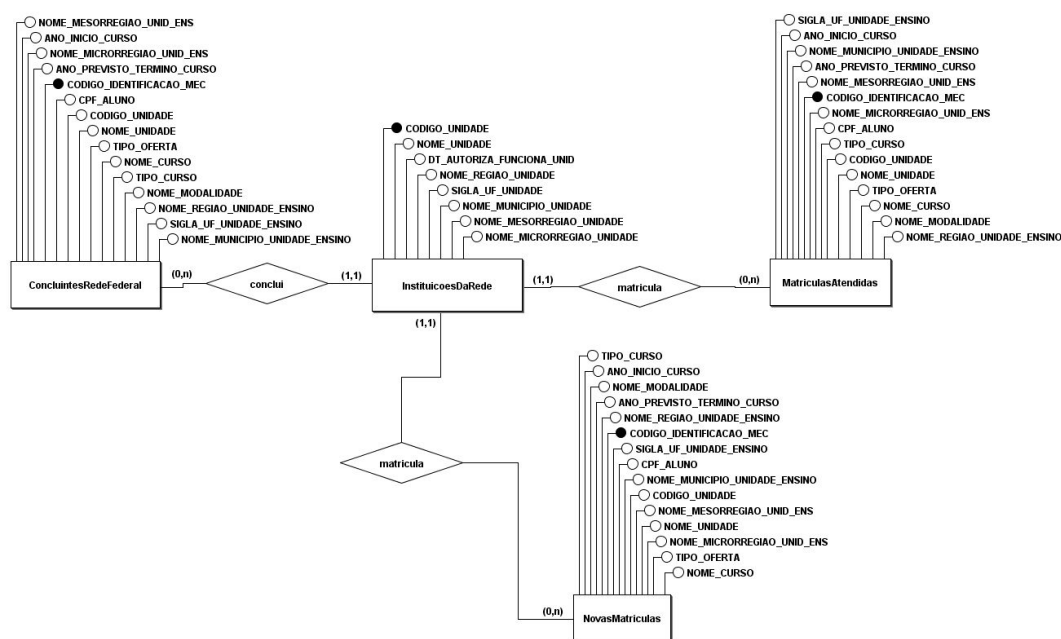 NOME_MESORREGIAO_UNID_ENS
ANO_INICIO_CURSO
NOME_MICRORREGIAO_UNID_ENS
ANO_PREVISTO_TERMINO_CURSO
CODIGO_IDENTIFICACAO_MEC
CPF_ALUNO
CODIGO_UNIDADE
NOME_UNIDADE
TIPO_OFERTA
NOME_CURSO
TIPO_CURSO
NOME_MODALIDADE
NOME_REGIAO_UNIDADE_ENSINO
SIGLA_UF_UNIDADE_ENSINO
NOME_MUNICIPIO_UNIDADE_ENSINO
ConcluintesRedeFederal
(0,n)
conclui
(1,1)
CODIGO_UNIDADE
NOME_UNIDADE
DT_AUTORIZA_FUNCIONA_UNID
NOME_REGIAO_UNIDADE
SIGLA_UF_UNIDADE
NOME_MUNICIPIO_UNIDADE
NOME_MESORREGIAO_UNIDADE
NOME_MICRORREGIAO_UNIDADE
InstituicoesDaRede
(1,1)
matricula
(0,n)
SIGLA_UF_UNIDADE_ENSINO
ANO_INICIO_CURSO
NOME_MUNICIPIO_UNIDADE_ENSINO
ANO_PREVISTO_TERMINO_CURSO
NOME_MESORREGIAO_UNID_ENS
CODIGO_IDENTIFICACAO_MEC
NOME_MICRORREGIAO_UNID_ENS
CPF_ALUNO
TIPO_CURSO
CODIGO_UNIDADE
NOME_UNIDADE
TIPO_OFERTA
NOME_CURSO
NOME_MODALIDADE
NOME_REGIAO_UNIDADE_ENSINO
MatriculasAtendidas
(1,1)
matricula
(0,n)
TIPO_CURSO
ANO_INICIO_CURSO
NOME_MODALIDADE
ANO_PREVISTO_TERMINO_CURSO
NOME_REGIAO_UNIDADE_ENSINO
CODIGO_IDENTIFICACAO_MEC
SIGLA_UF_UNIDADE_ENSINO
CPF_ALUNO
NOME_MUNICIPIO_UNIDADE_ENSINO
CODIGO_UNIDADE
NOME_MESORREGIAO_UNID_ENS
NOME_UNIDADE
NOME_MICRORREGIAO_UNID_ENS
TIPO_OFERTA
NOME_CURSO
NovasMatriculas